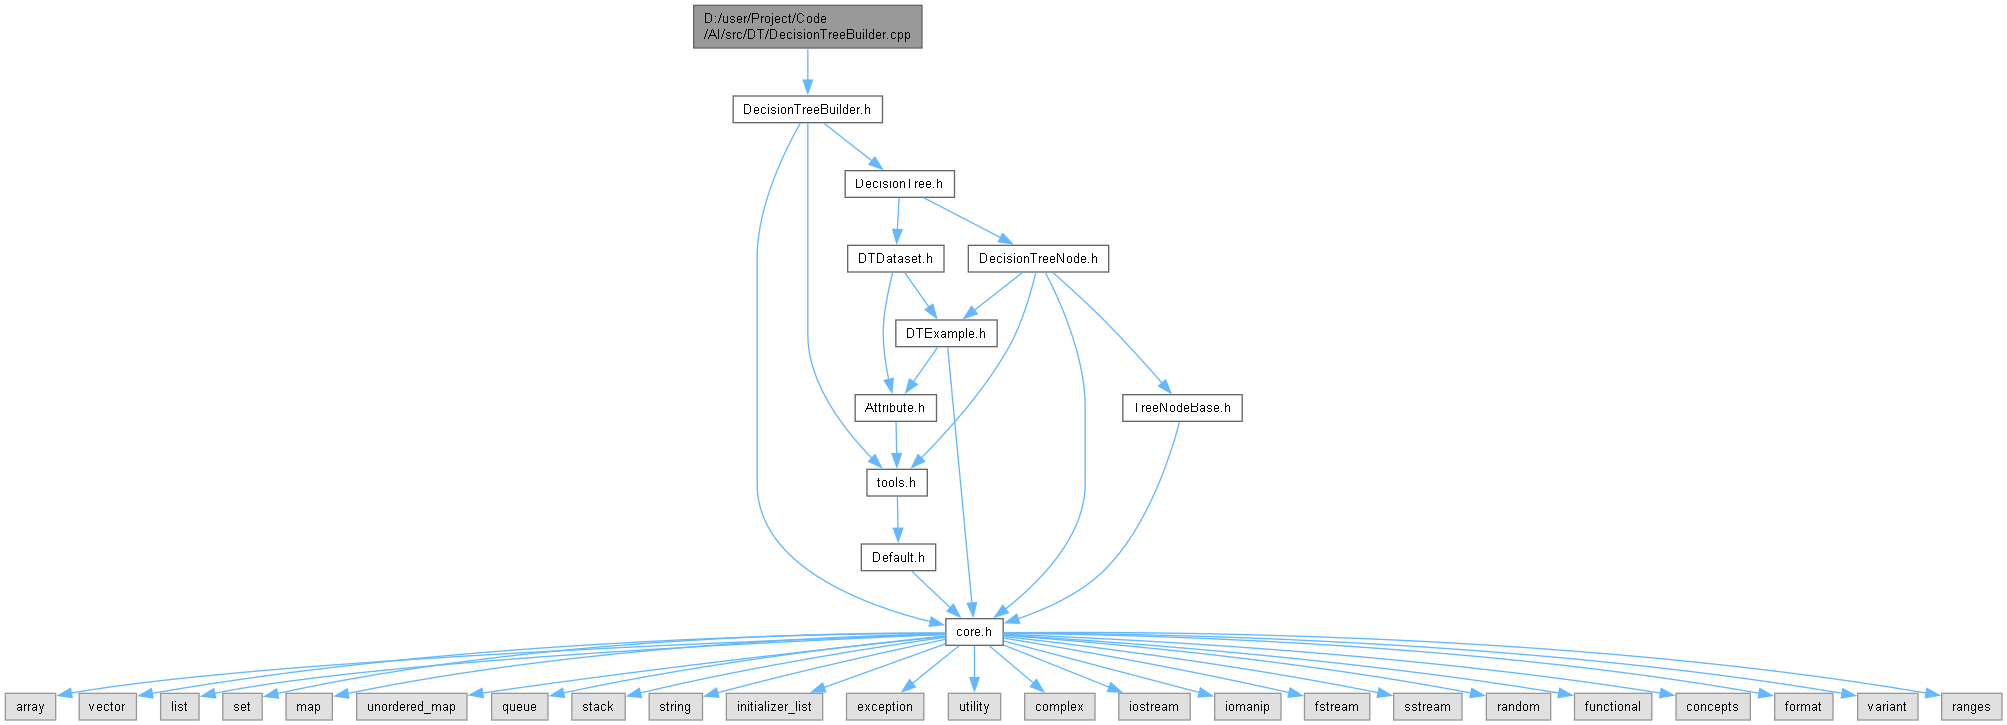 D:/user/Project/Code
/AI/src/DT/DecisionTreeBuilder.cpp
DecisionTreeBuilder.h
DecisionTree.h
DTDataset.h
DecisionTreeNode.h
DTExample.h
Attribute.h
TreeNodeBase.h
tools.h
Default.h
core.h
array
vector
list
set
map
unordered_map
queue
stack
string
initializer_list
exception
utility
complex
iostream
iomanip
fstream
sstream
random
functional
concepts
format
variant
ranges